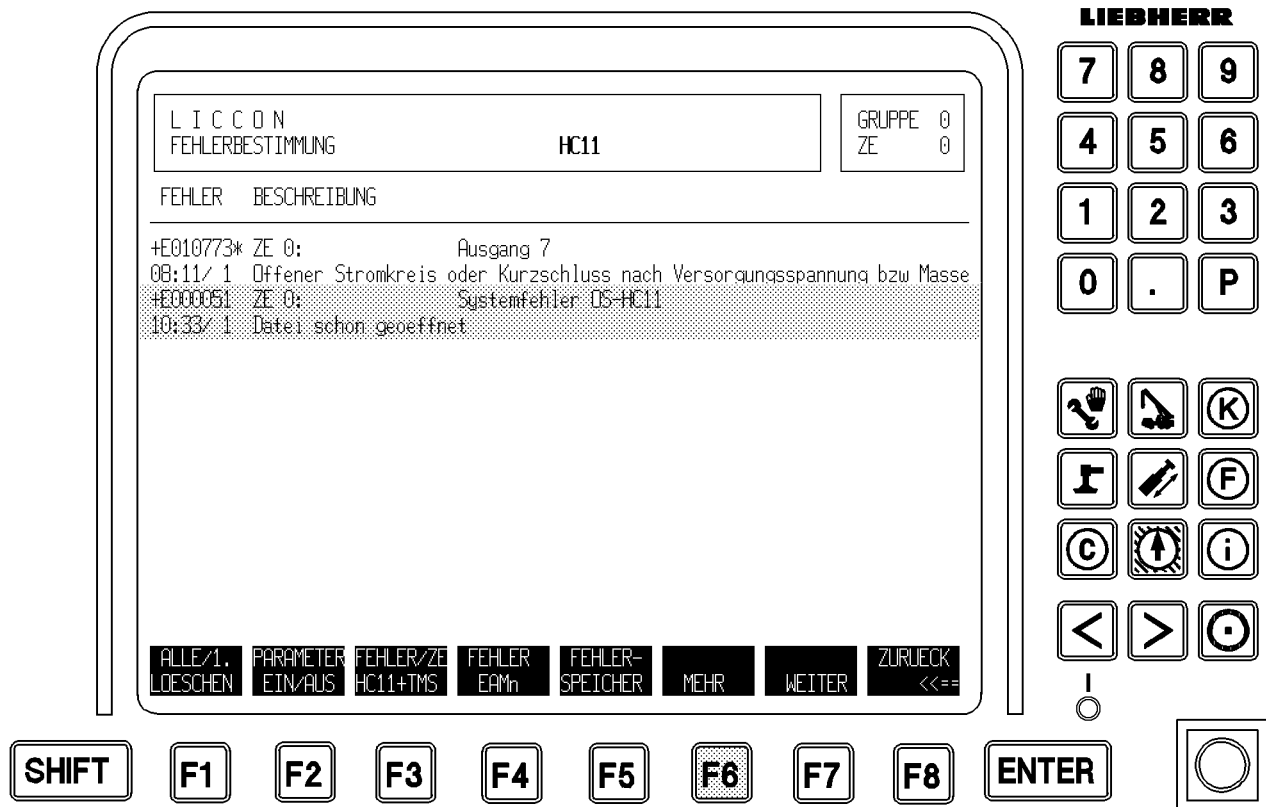 LIEBHERR
LICCON
FEHLERBESTIMMUNG HC11
GRUPPE 0
ZE 0
FEHLER BESCHREIBUNG
+E010773* ZE 0: Ausgang 7
08:11/ 1 Offener Stromkreis oder Kurzschluss nach Versorgungsspannung bzw Masse
+E000051 ZE 0: Systemfehler OS-HC11
10:33/ 1 Datei schon geoeffnet
ALLE/1. PARAMETER FEHLER/ZE FEHLER FEHLER- ZURUECK
LOESCHEN EIN/AUS HC11+TMS EAMn SPEICHER MEHR WEITER <<==
7 8 9
4 5 6
1 2 3
0 . P
K
F
C i
< >
I
SHIFT F1 F2 F3 F4 F5 F6 F7 F8 ENTER